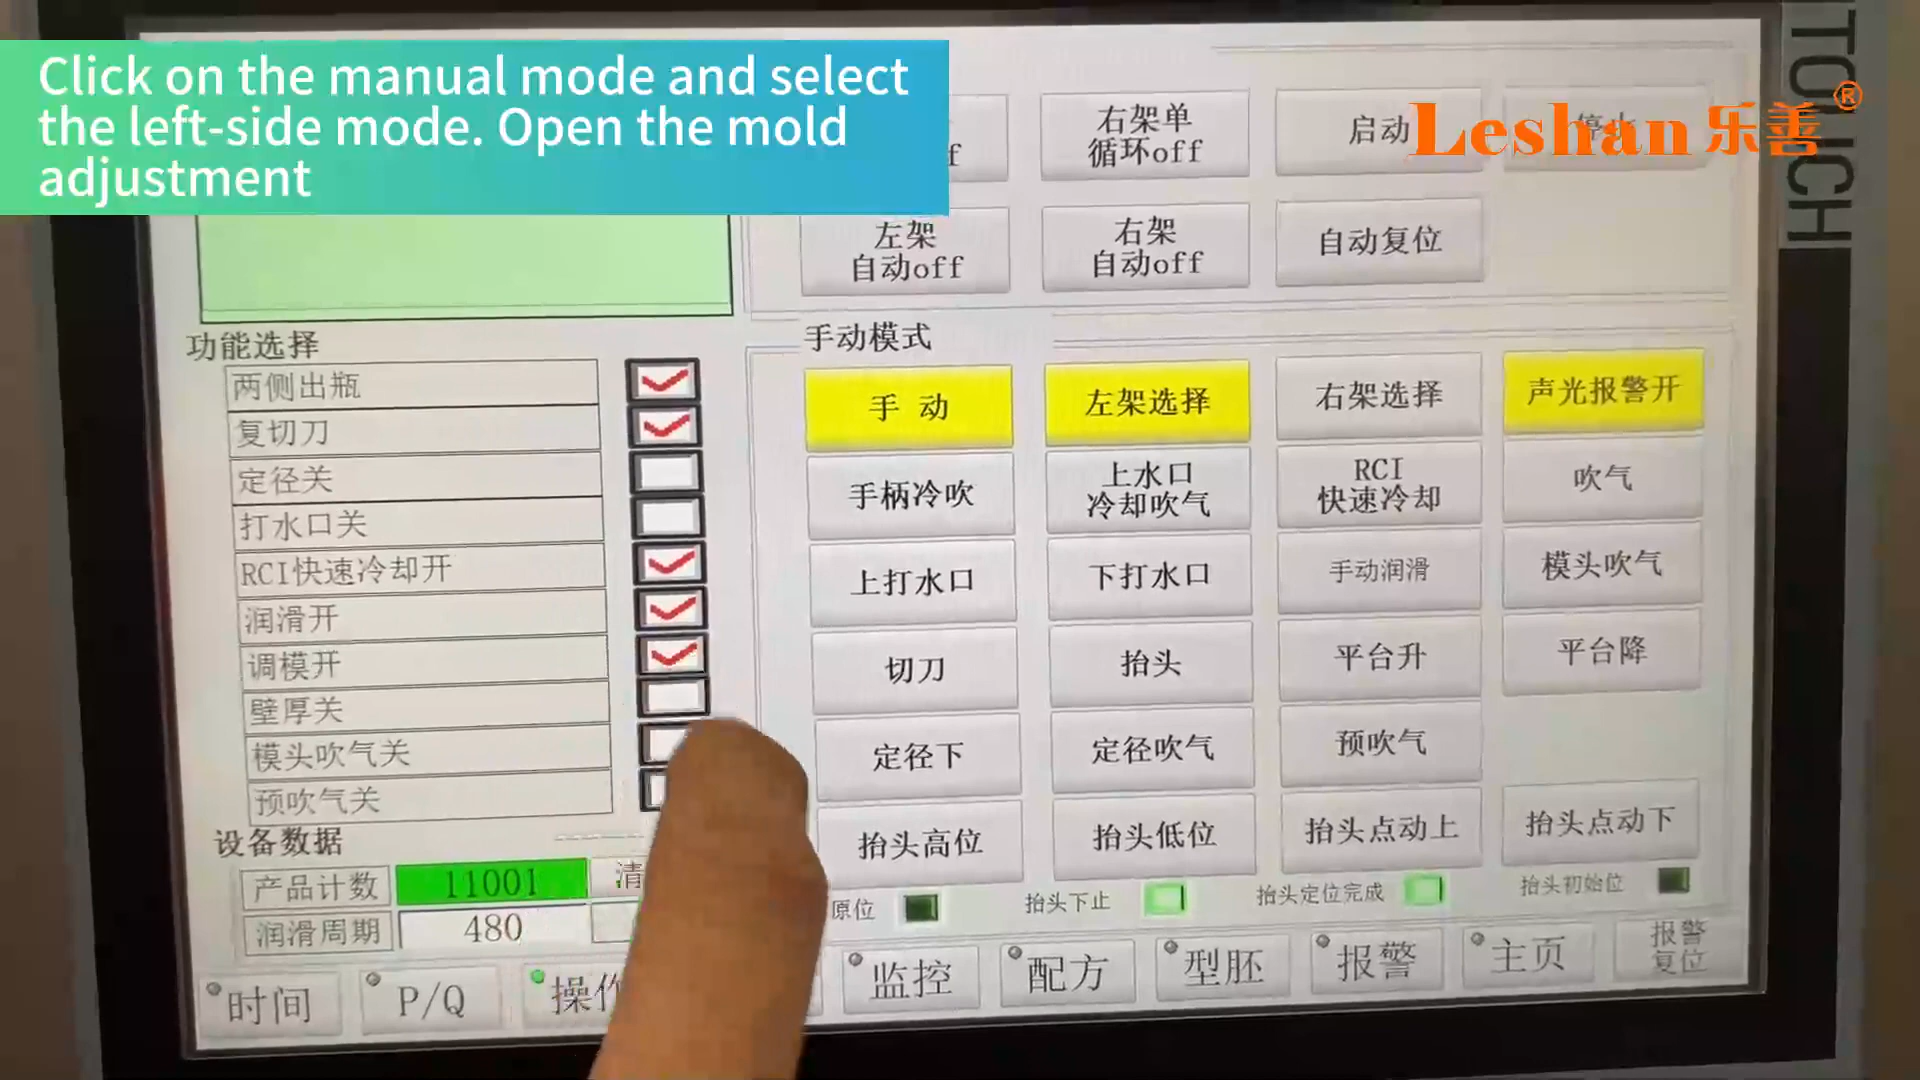 Click on the manual mode and select
the left-side mode. Open the mold
adjustment
TOUCH
Leshan乐善®
右架单
循环off
启动
左架
自动off
右架
自动off
自动复位
功能选择
两侧出瓶
复切刀
定径关
打水口关
RCI快速冷却开
润滑开
调模开
壁厚关
模头吹气关
预吹气关
手动模式
手 动
左架选择
右架选择
声光报警开
手柄冷吹
上水口
冷却吹气
RCI
快速冷却
吹气
上打水口
下打水口
手动润滑
模头吹气
切刀
抬头
平台升
平台降
定径下
定径吹气
预吹气
抬头高位
抬头低位
抬头点动上
抬头点动下
原位
抬头下止
抬头定位完成
抬头初始位
设备数据
产品计数
11001
清
润滑周期
480
时间
P/Q
操作
监控
配方
型胚
报警
主页
报警
复位